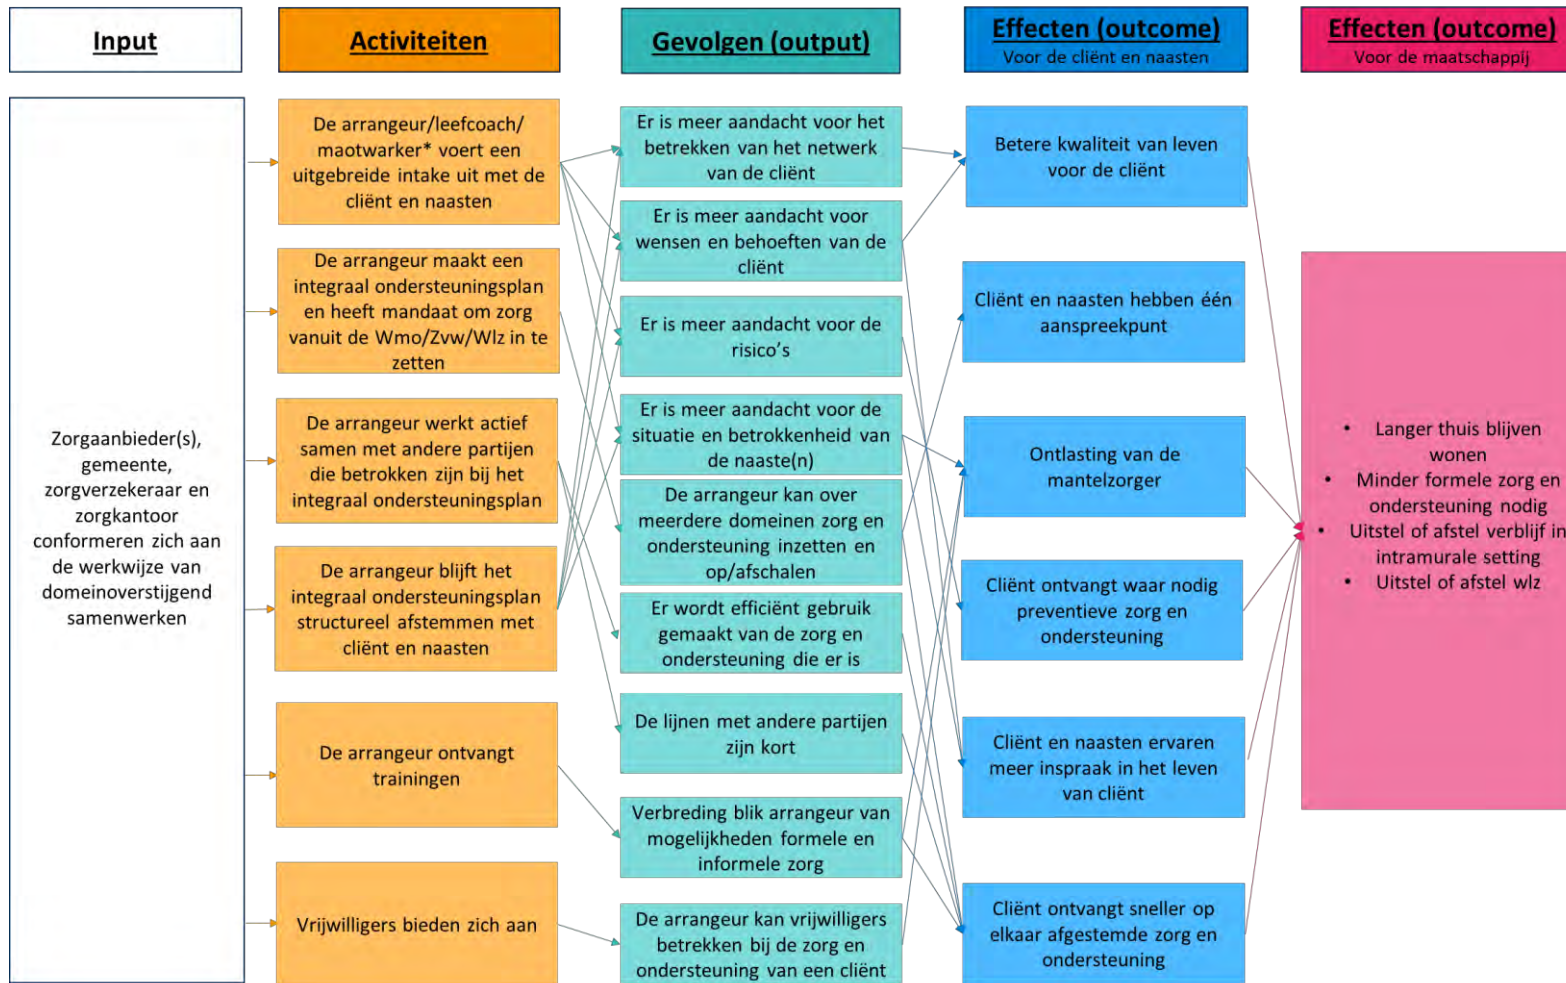 Input
Activiteiten
Gevolgen (output)
Effecten (outcome)
Voor de cliënt en naasten
Effecten (outcome)
Voor de maatschappij
Zorgaanbieder(s),
gemeente,
zorgverzekeraar en
zorgkantoor
conformeren zich aan
de werkwijze van
domeinoverstijgend
samenwerken
De arrangeur/leefcoach/
maotwarker* voert een
uitgebreide intake uit met de
cliënt en naasten
De arrangeur maakt een
integraal ondersteuningsplan
en heeft mandaat om zorg
vanuit de Wmo/Zvw/Wlz in te
zetten
De arrangeur werkt actief
samen met andere partijen
die betrokken zijn bij het
integraal ondersteuningsplan
De arrangeur blijft het
integraal ondersteuningsplan
structureel afstemmen met
cliënt en naasten
De arrangeur ontvangt
trainingen
Vrijwilligers bieden zich aan
Er is meer aandacht voor het
betrekken van het netwerk
van de cliënt
Er is meer aandacht voor
wensen en behoeften van de
cliënt
Er is meer aandacht voor de
risico's
Er is meer aandacht voor de
situatie en betrokkenheid van
de naaste(n)
De arrangeur kan over
meerdere domeinen zorg en
ondersteuning inzetten en
op/afschalen
Er wordt efficiënt gebruik
gemaakt van de zorg en
ondersteuning die er is
De lijnen met andere partijen
zijn kort
Verbreding blik arrangeur van
mogelijkheden formele en
informele zorg
De arrangeur kan vrijwilligers
betrekken bij de zorg en
ondersteuning van een cliënt
Betere kwaliteit van leven
voor de cliënt
Cliënt en naasten hebben één
aanspreekpunt
Ontlasting van de
mantelzorger
Cliënt ontvangt waar nodig
preventieve zorg en
ondersteuning
Cliënt en naasten ervaren
meer inspraak in het leven
van cliënt
Cliënt ontvangt sneller op
elkaar afgestemde zorg en
ondersteuning
• Langer thuis blijven
wonen
• Minder formele zorg en
ondersteuning nodig
• Uitstel of afstel verblijf in
intramurale setting
• Uitstel of afstel wlz